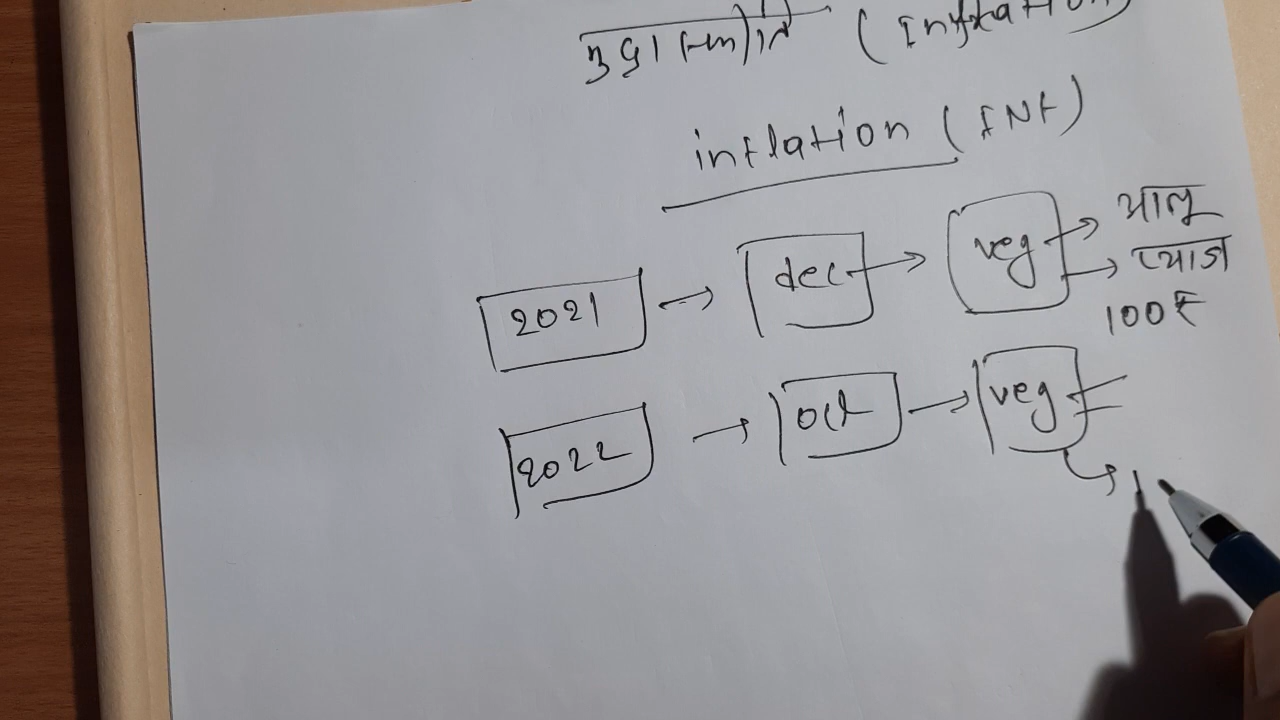 मुद्रास्फीति (Inflation)
inflation (INF)
2021 → dec → veg → आलू
→ प्याज
100₹
2022 → oct → veg